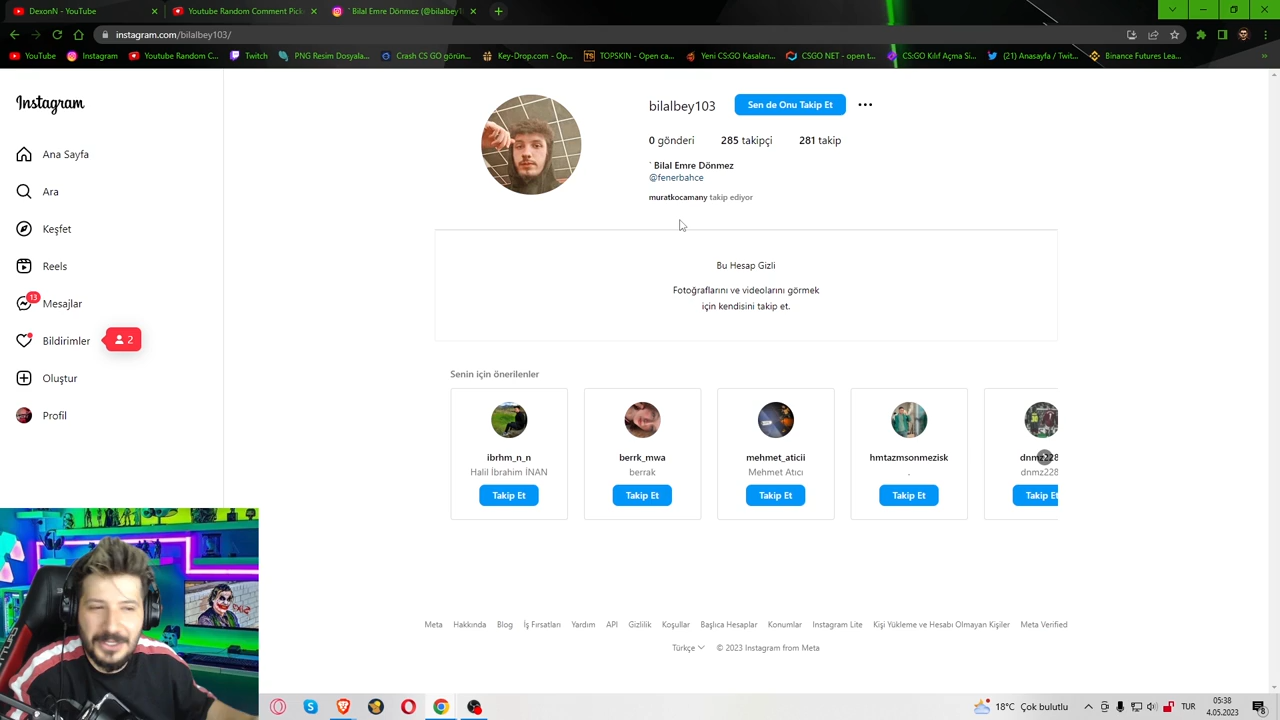 DexonN - YouTube
Youtube Random Comment Picke
` Bilal Emre Dönmez (@bilalbey1
instagram.com/bilalbey103/
YouTube
Instagram
Youtube Random C...
Twitch
PNG Resim Dosyala...
Crash CS GO görün...
Key-Drop.com - Op...
TOPSKIN - Open ca...
Yeni CS:GO Kasaları...
CSGO NET - open t...
CS:GO Kılıf Açma Si...
(21) Anasayfa / Twit...
Binance Futures Lea...
Instagram
Ana Sayfa
Ara
Keşfet
Reels
13
Mesajlar
Bildirimler
2
Oluştur
Profil
bilalbey103
Sen de Onu Takip Et
0 gönderi
285 takipçi
281 takip
` Bilal Emre Dönmez
@fenerbahce
muratkocamany takip ediyor
Bu Hesap Gizli
Fotoğraflarını ve videolarını görmek
için kendisini takip et.
Senin için önerilenler
ibrhm_n_n
Halil İbrahim İNAN
Takip Et
berrk_mwa
berrak
Takip Et
mehmet_aticii
Mehmet Atıcı
Takip Et
hmtazmsonmezisk
.
Takip Et
dnmz228
dnmz228
Takip Et
Meta
Hakkında
Blog
İş Fırsatları
Yardım
API
Gizlilik
Koşullar
Başlıca Hesaplar
Konumlar
Instagram Lite
Kişi Yükleme ve Hesabı Olmayan Kişiler
Meta Verified
Türkçe
© 2023 Instagram from Meta
18°C Çok bulutlu
TUR
05:38
4.05.2023
8